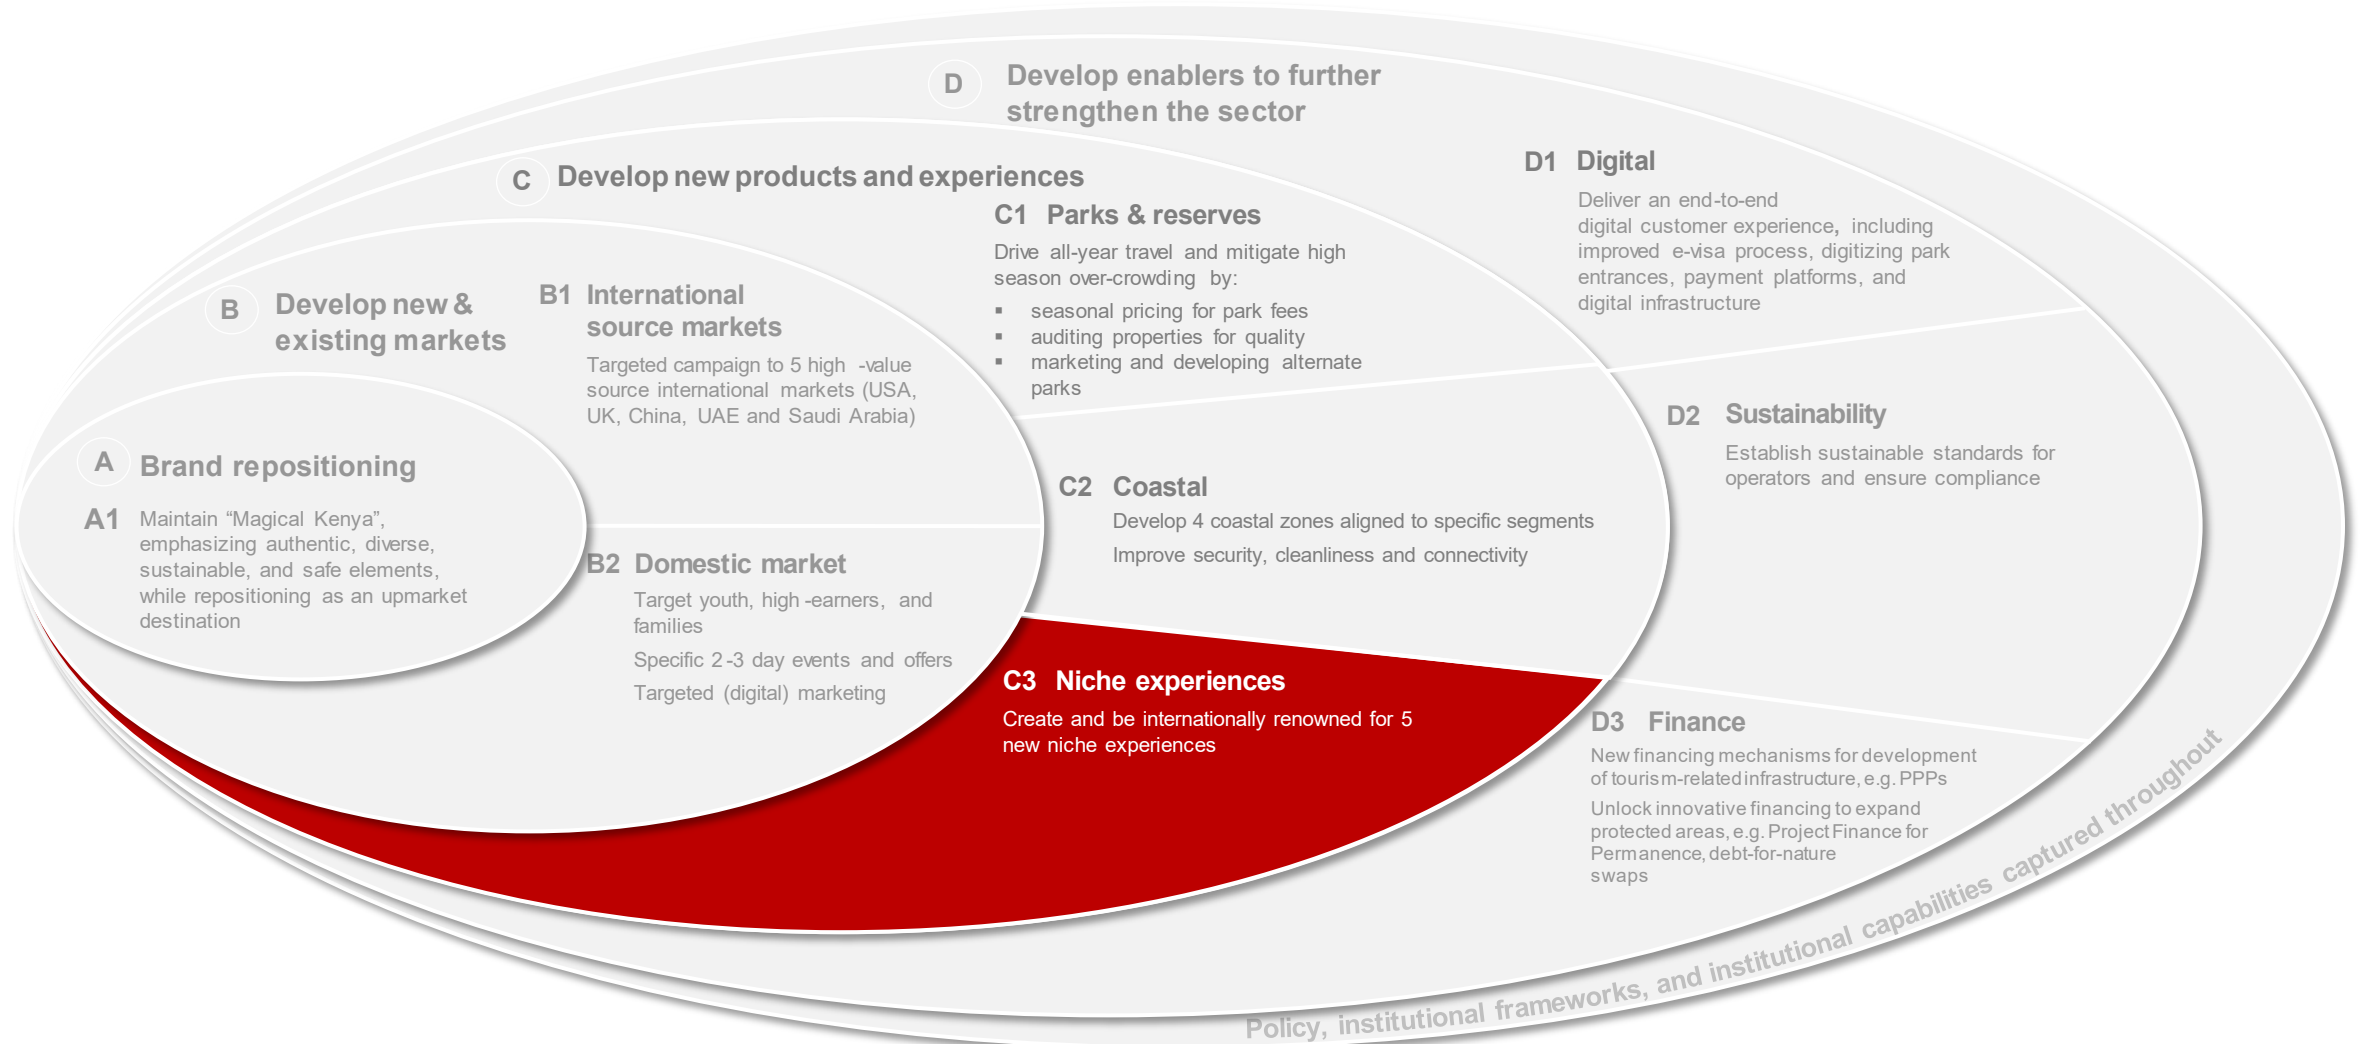 D
Develop enablers to further
strengthen the sector
C
Develop new products and experiences
D1 Digital
Deliver an end-to-end
digital customer experience, including
improved e-visa process, digitizing park
entrances, payment platforms, and
digital infrastructure
C1 Parks & reserves
Drive all-year travel and mitigate high
season over-crowding by:
▪ seasonal pricing for park fees
▪ auditing properties for quality
▪ marketing and developing alternate
parks
B
Develop new &
existing markets
B1 International
source markets
Targeted campaign to 5 high -value
source international markets (USA,
UK, China, UAE and Saudi Arabia)
D2 Sustainability
Establish sustainable standards for
operators and ensure compliance
A
Brand repositioning
A1 Maintain “Magical Kenya”,
emphasizing authentic, diverse,
sustainable, and safe elements,
while repositioning as an upmarket
destination
C2 Coastal
Develop 4 coastal zones aligned to specific segments
Improve security, cleanliness and connectivity
B2 Domestic market
Target youth, high -earners, and
families
Specific 2 -3 day events and offers
Targeted (digital) marketing
C3 Niche experiences
Create and be internationally renowned for 5
new niche experiences
D3 Finance
New financing mechanisms for development
of tourism-related infrastructure, e.g. PPPs
Unlock innovative financing to expand
protected areas, e.g. Project Finance for
Permanence, debt-for-nature
swaps
Policy, institutional frameworks, and institutional capabilities captured throughout